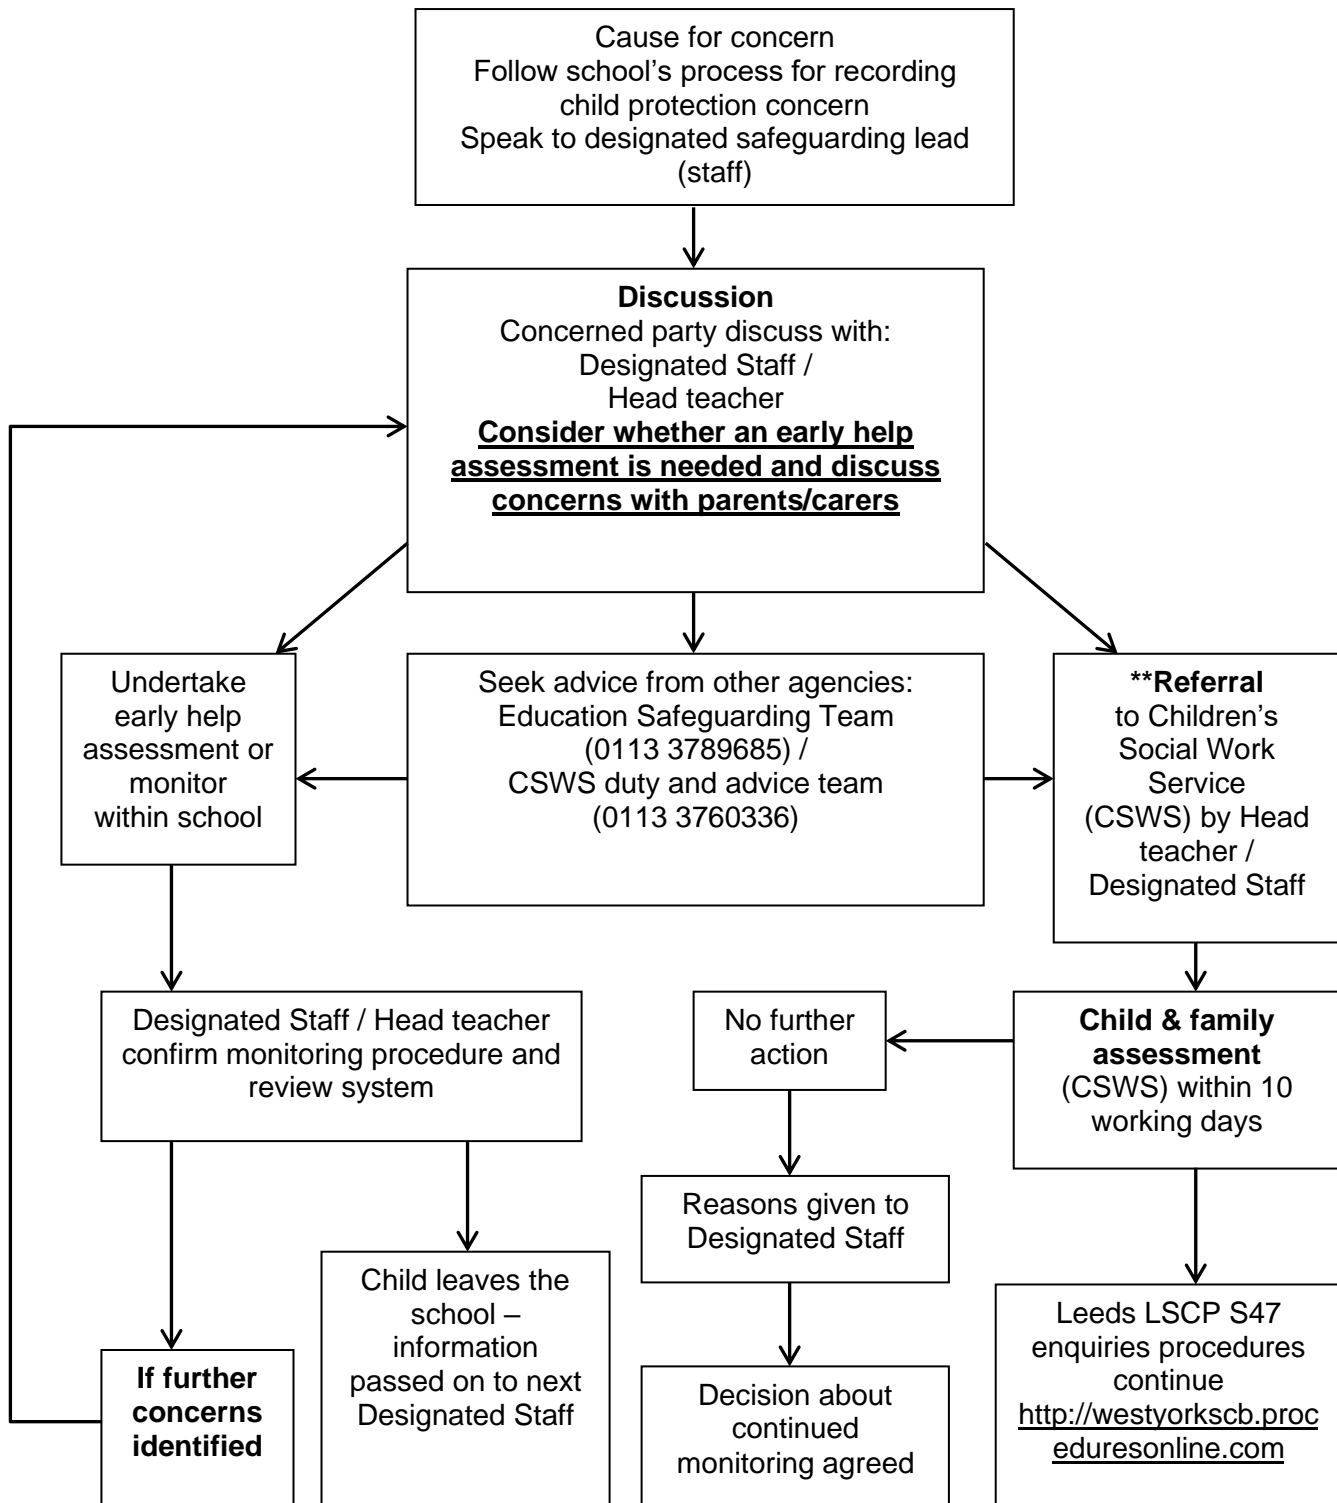 Cause for concern
Follow school's process for recording
child protection concern
Speak to designated safeguarding lead
(staff)
Discussion
Concerned party discuss with:
Designated Staff /
Head teacher
Consider whether an early help
assessment is needed and discuss
concerns with parents/carers
Undertake
early help
assessment or
monitor
within school
Seek advice from other agencies:
Education Safeguarding Team
(0113 3789685) /
CSWS duty and advice team
(0113 3760336)
**Referral
to Children's
Social Work
Service
(CSWS) by Head
teacher /
Designated Staff
Designated Staff / Head teacher
confirm monitoring procedure and
review system
No further
action
Child & family
assessment
(CSWS) within 10
working days
Reasons given to
Designated Staff
If further
concerns
identified
Child leaves the
school –
information
passed on to next
Designated Staff
Decision about
continued
monitoring agreed
Leeds LSCP S47
enquiries procedures
continue
http://westyorkscb.proc
eduresonline.com